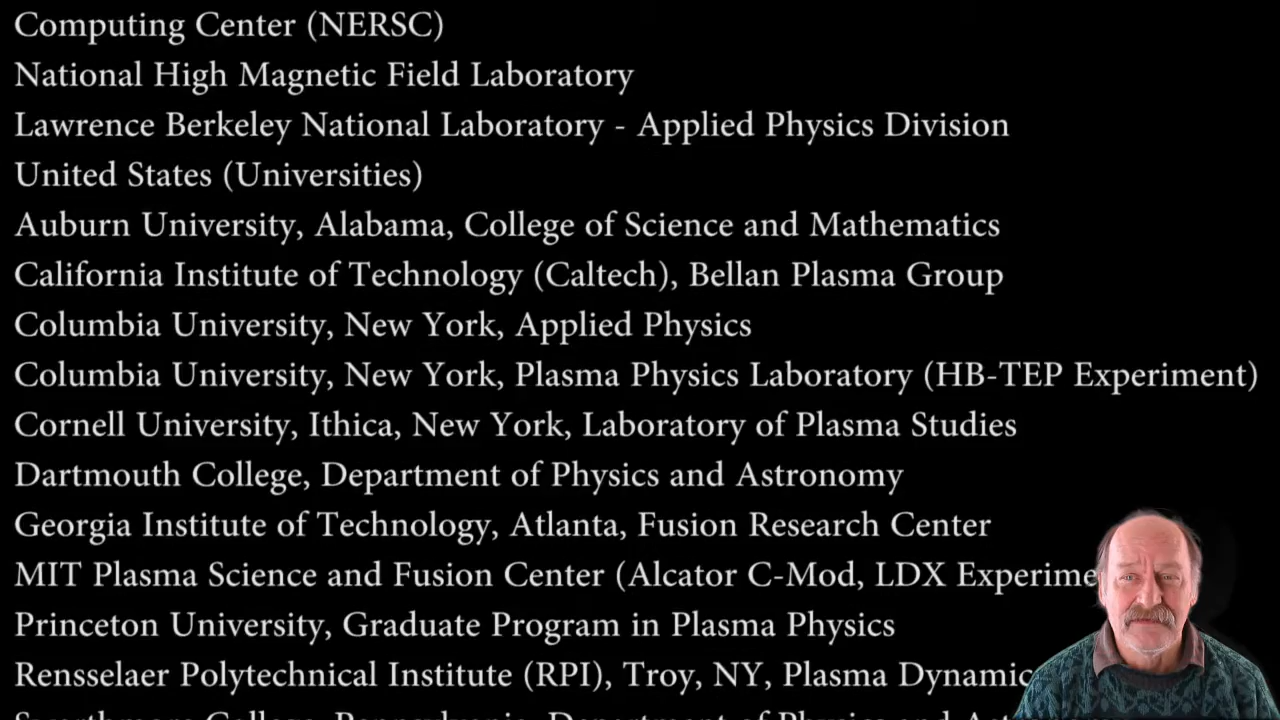 Computing Center (NERSC)
National High Magnetic Field Laboratory
Lawrence Berkeley National Laboratory - Applied Physics Division
United States (Universities)
Auburn University, Alabama, College of Science and Mathematics
California Institute of Technology (Caltech), Bellan Plasma Group
Columbia University, New York, Applied Physics
Columbia University, New York, Plasma Physics Laboratory (HB-TEP Experiment)
Cornell University, Ithica, New York, Laboratory of Plasma Studies
Dartmouth College, Department of Physics and Astronomy
Georgia Institute of Technology, Atlanta, Fusion Research Center
MIT Plasma Science and Fusion Center (Alcator C-Mod, LDX Experime
Princeton University, Graduate Program in Plasma Physics
Rensselaer Polytechnical Institute (RPI), Troy, NY, Plasma Dynamic